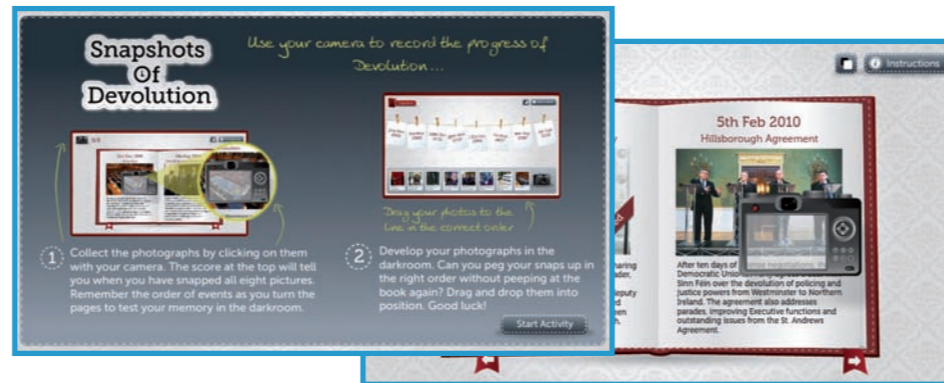 Snapshots
Of
Devolution
Use your camera to record the progress of
Devolution...
Drag your photos to the
line in the correct order
1
Collect the photographs by clicking on them
with your camera. The score at the top will tell
you when you have snapped all eight pictures.
Remember the order of events as you turn the
pages to test your memory in the darkroom.
2
Develop your photographs in the
darkroom. Can you peg your snaps up in
the right order without peeping at the
book again? Drag and drop them into
position. Good luck!
Start Activity
Instructions
5th Feb 2010
Hillsborough Agreement
After ten days of
Democratic
Sinn Féin over the devolution of policing and
justice powers from Westminster to Northern
Ireland. The agreement also addresses
parades, improving Executive functions and
outstanding issues from the St. Andrews
Agreement.